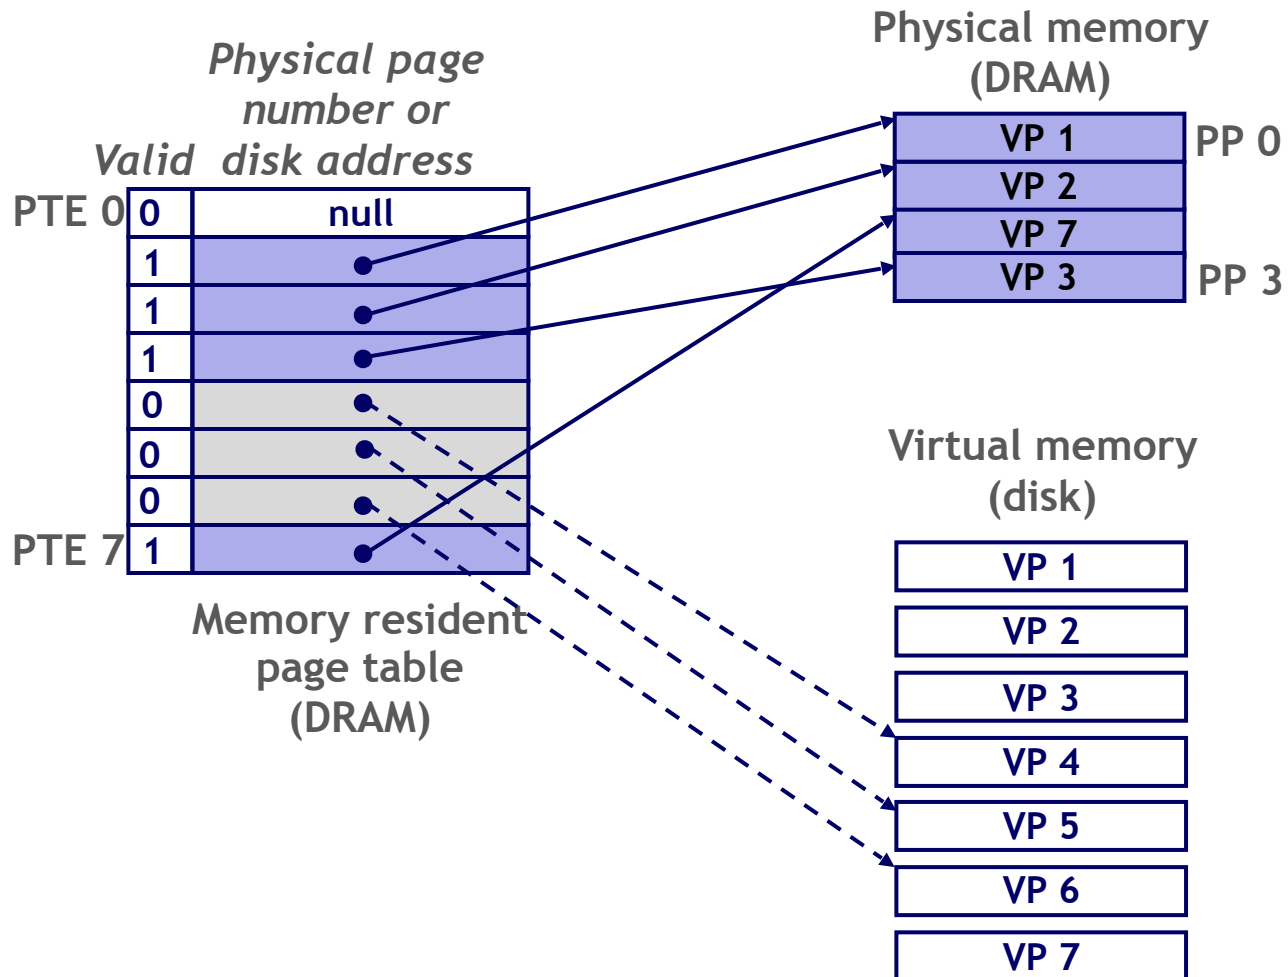 Physical page
number or
Valid disk address
PTE 0 0 null
1
1
1
0
0
0
PTE 7 1
Memory resident
page table
(DRAM)
Physical memory
(DRAM)
VP 1 PP 0
VP 2
VP 7
VP 3 PP 3
Virtual memory
(disk)
VP 1
VP 2
VP 3
VP 4
VP 5
VP 6
VP 7